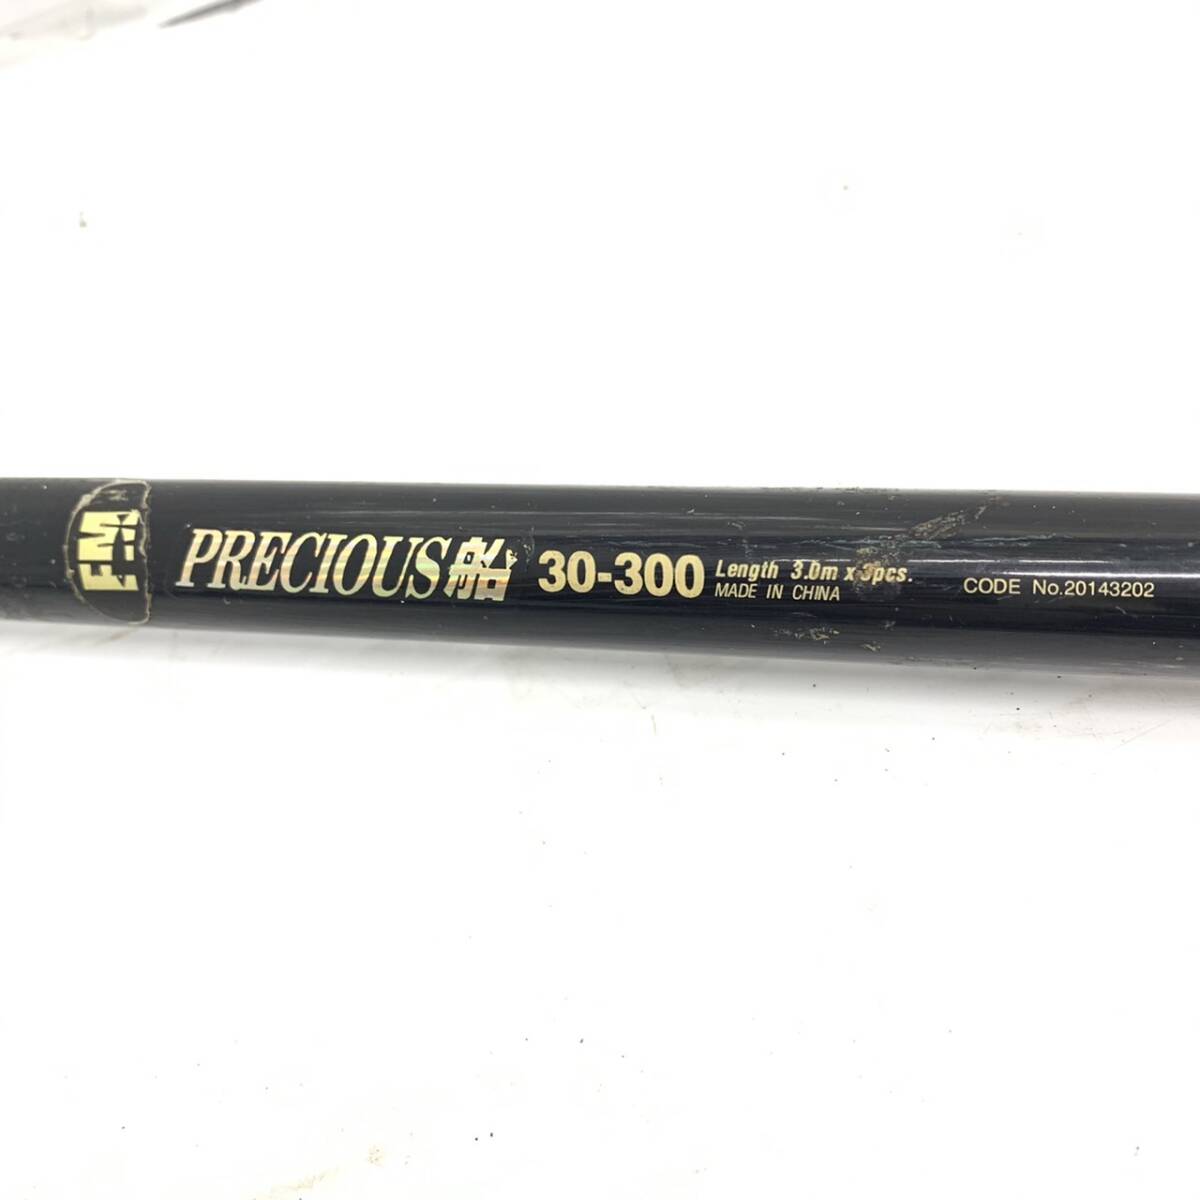 PRECIOUS船 30-300
Length 3.0m x 3pcs.
MADE IN CHINA
CODE No.20143202